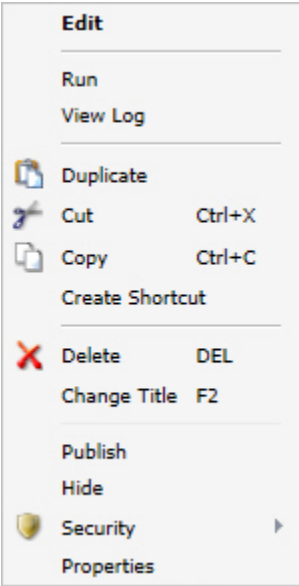 Edit
Run
View Log
Duplicate
Cut Ctrl+X
Copy Ctrl+C
Create Shortcut
Delete DEL
Change Title F2
Publish
Hide
Security
Properties